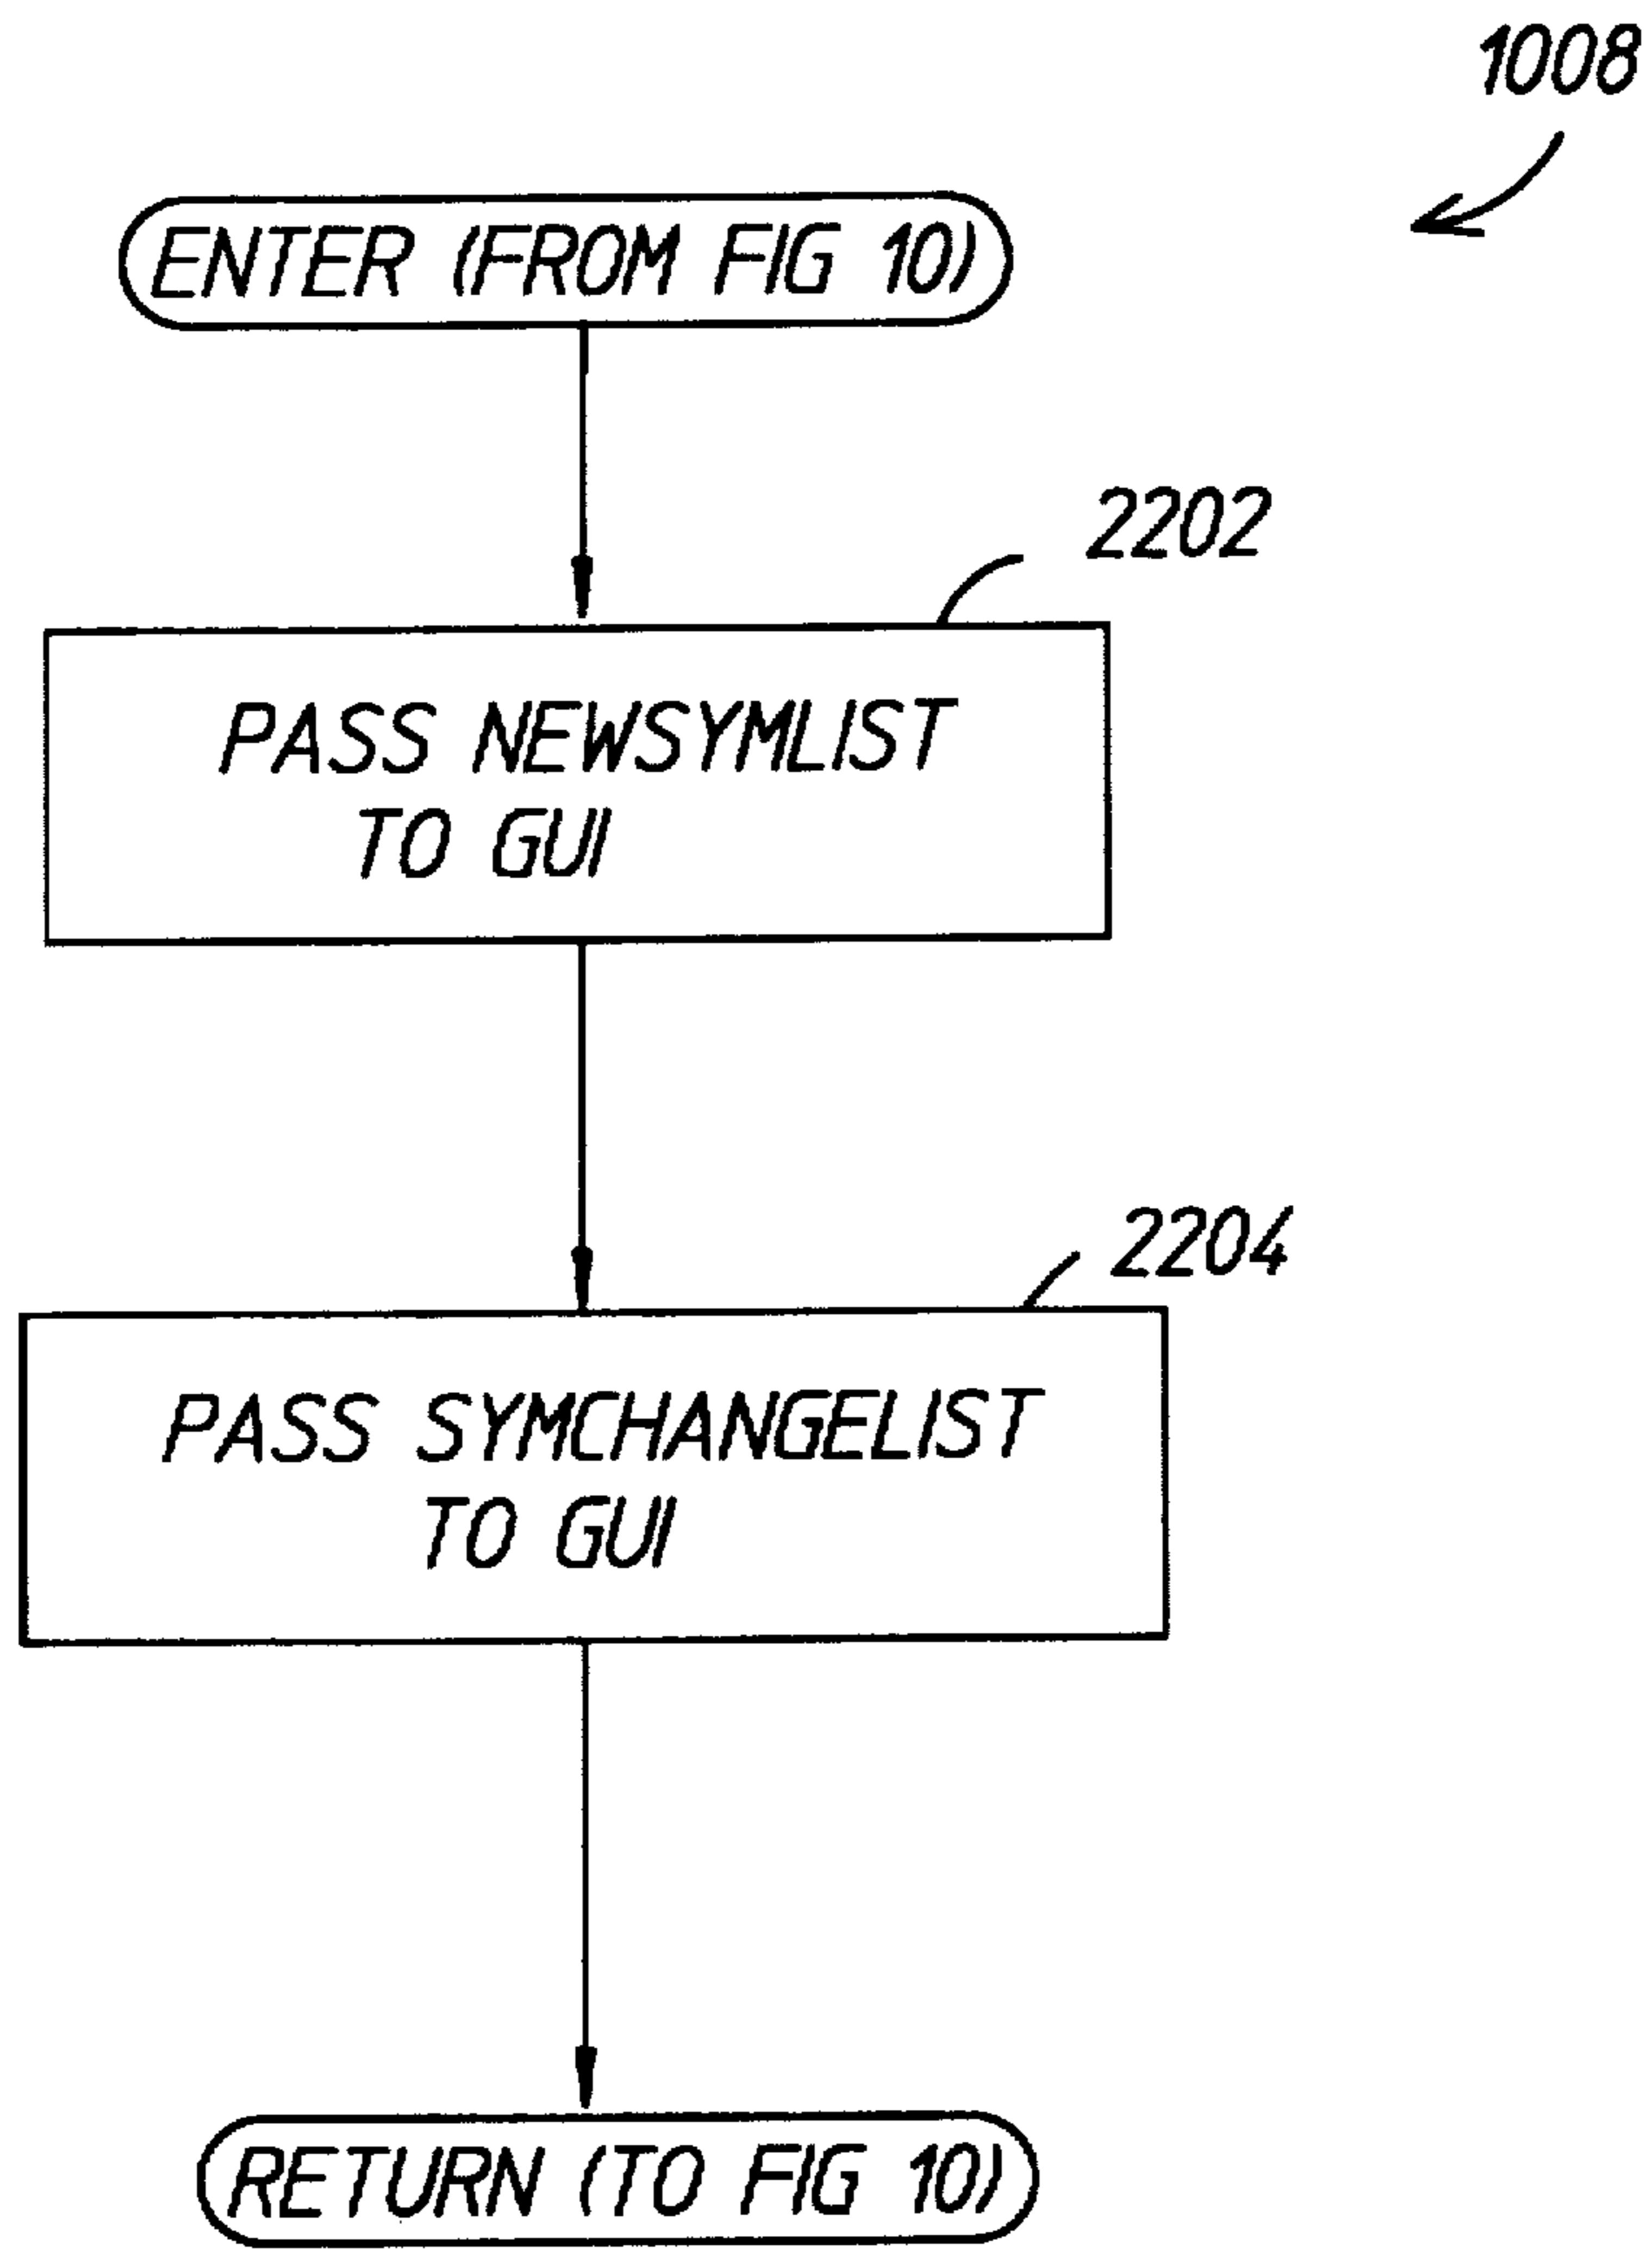 1008
ENTER (FROM FIG 10)
2202
PASS NEWSYMLIST
TO GUI
2204
PASS SYMCHANGELIST
TO GUI
RETURN (TO FIG 10)